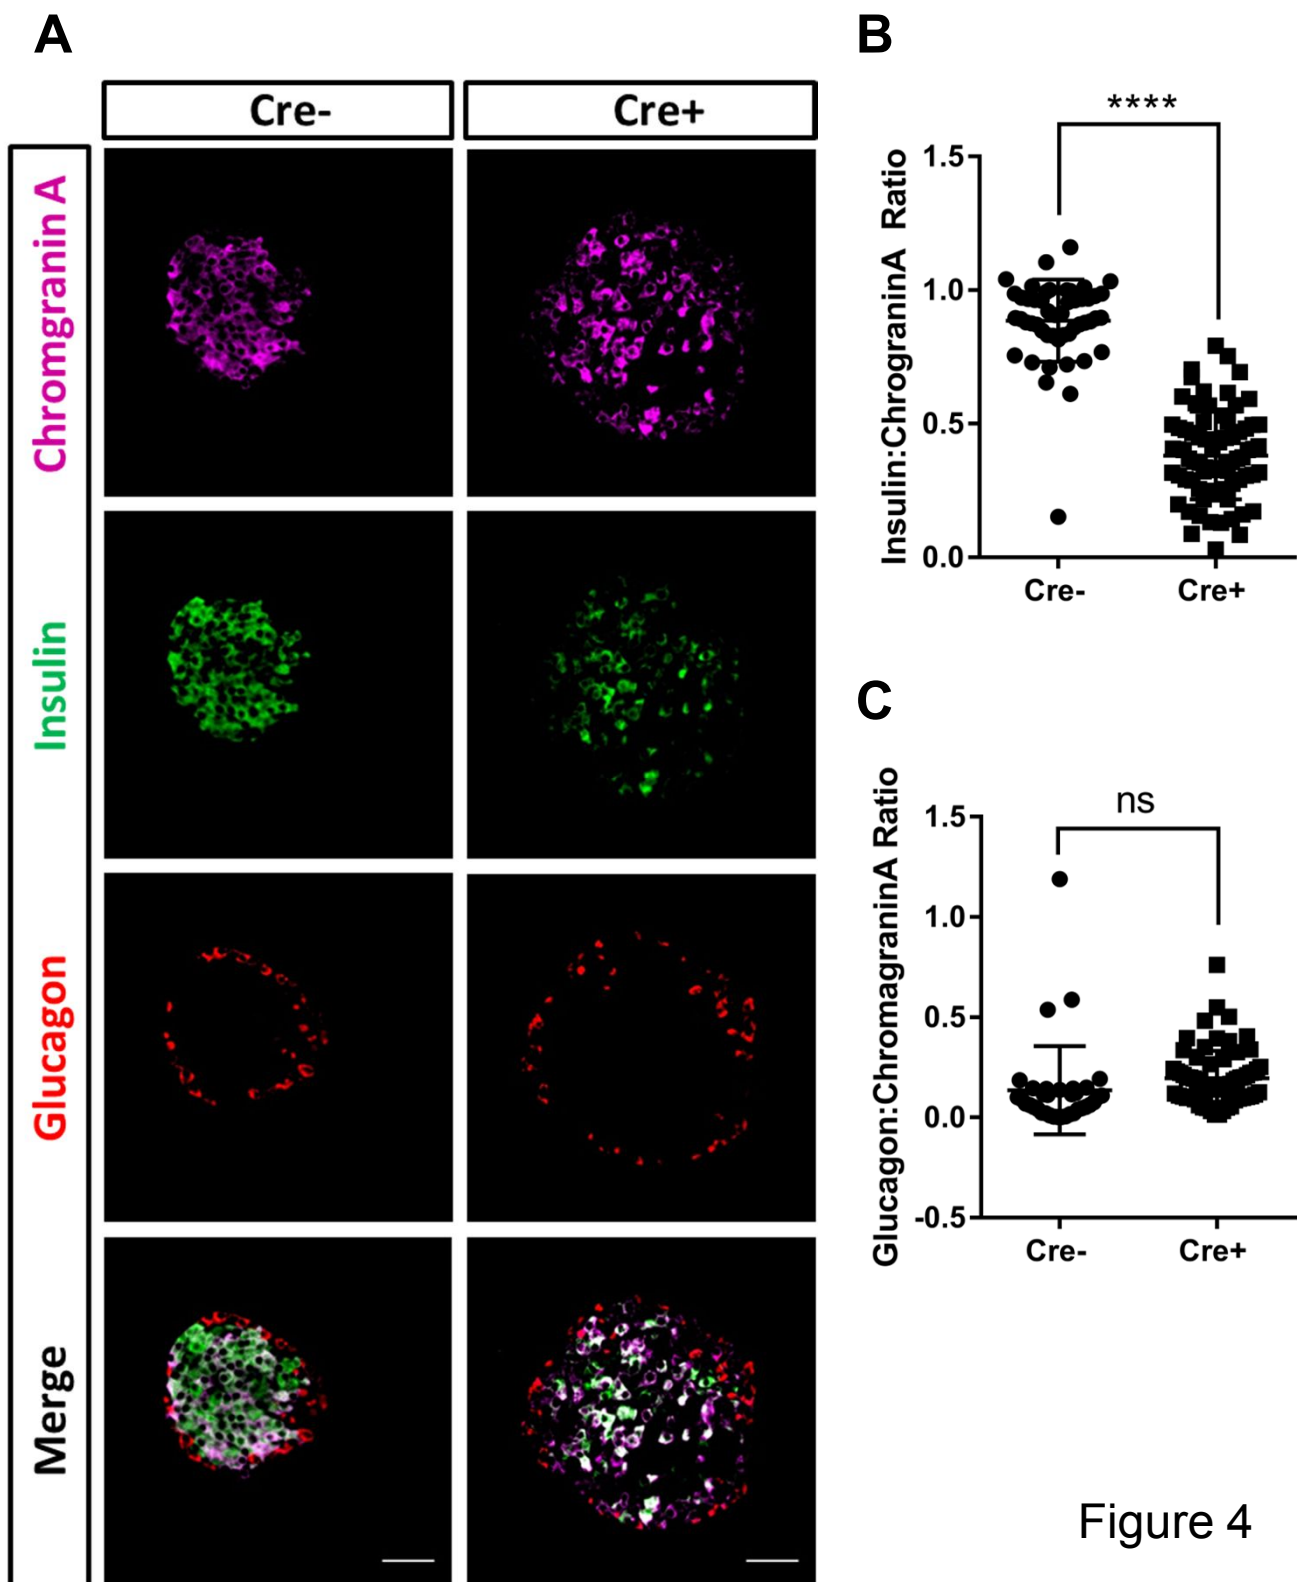 A
Cre-
Cre+
Chromgranin A
Insulin
Glucagon
Merge
B
****
Insulin:ChrograninA Ratio
1.5
1.0
0.5
0.0
Cre-
Cre+
C
ns
Glucagon:ChromagraninA Ratio
1.5
1.0
0.5
0.0
-0.5
Cre-
Cre+
Figure 4